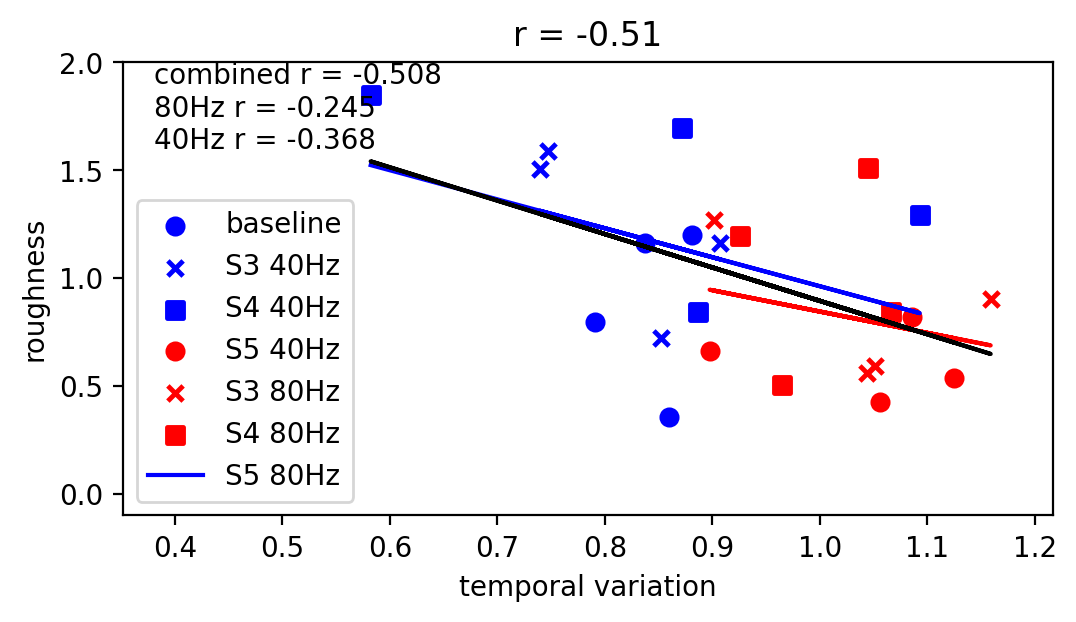 r = -0.51
combined r = -0.508
80Hz r = -0.245
40Hz r = -0.368
baseline
S3 40Hz
S4 40Hz
S5 40Hz
S3 80Hz
S4 80Hz
S5 80Hz
roughness
2.0
1.5
1.0
0.5
0.0
0.4 0.5 0.6 0.7 0.8 0.9 1.0 1.1 1.2
temporal variation